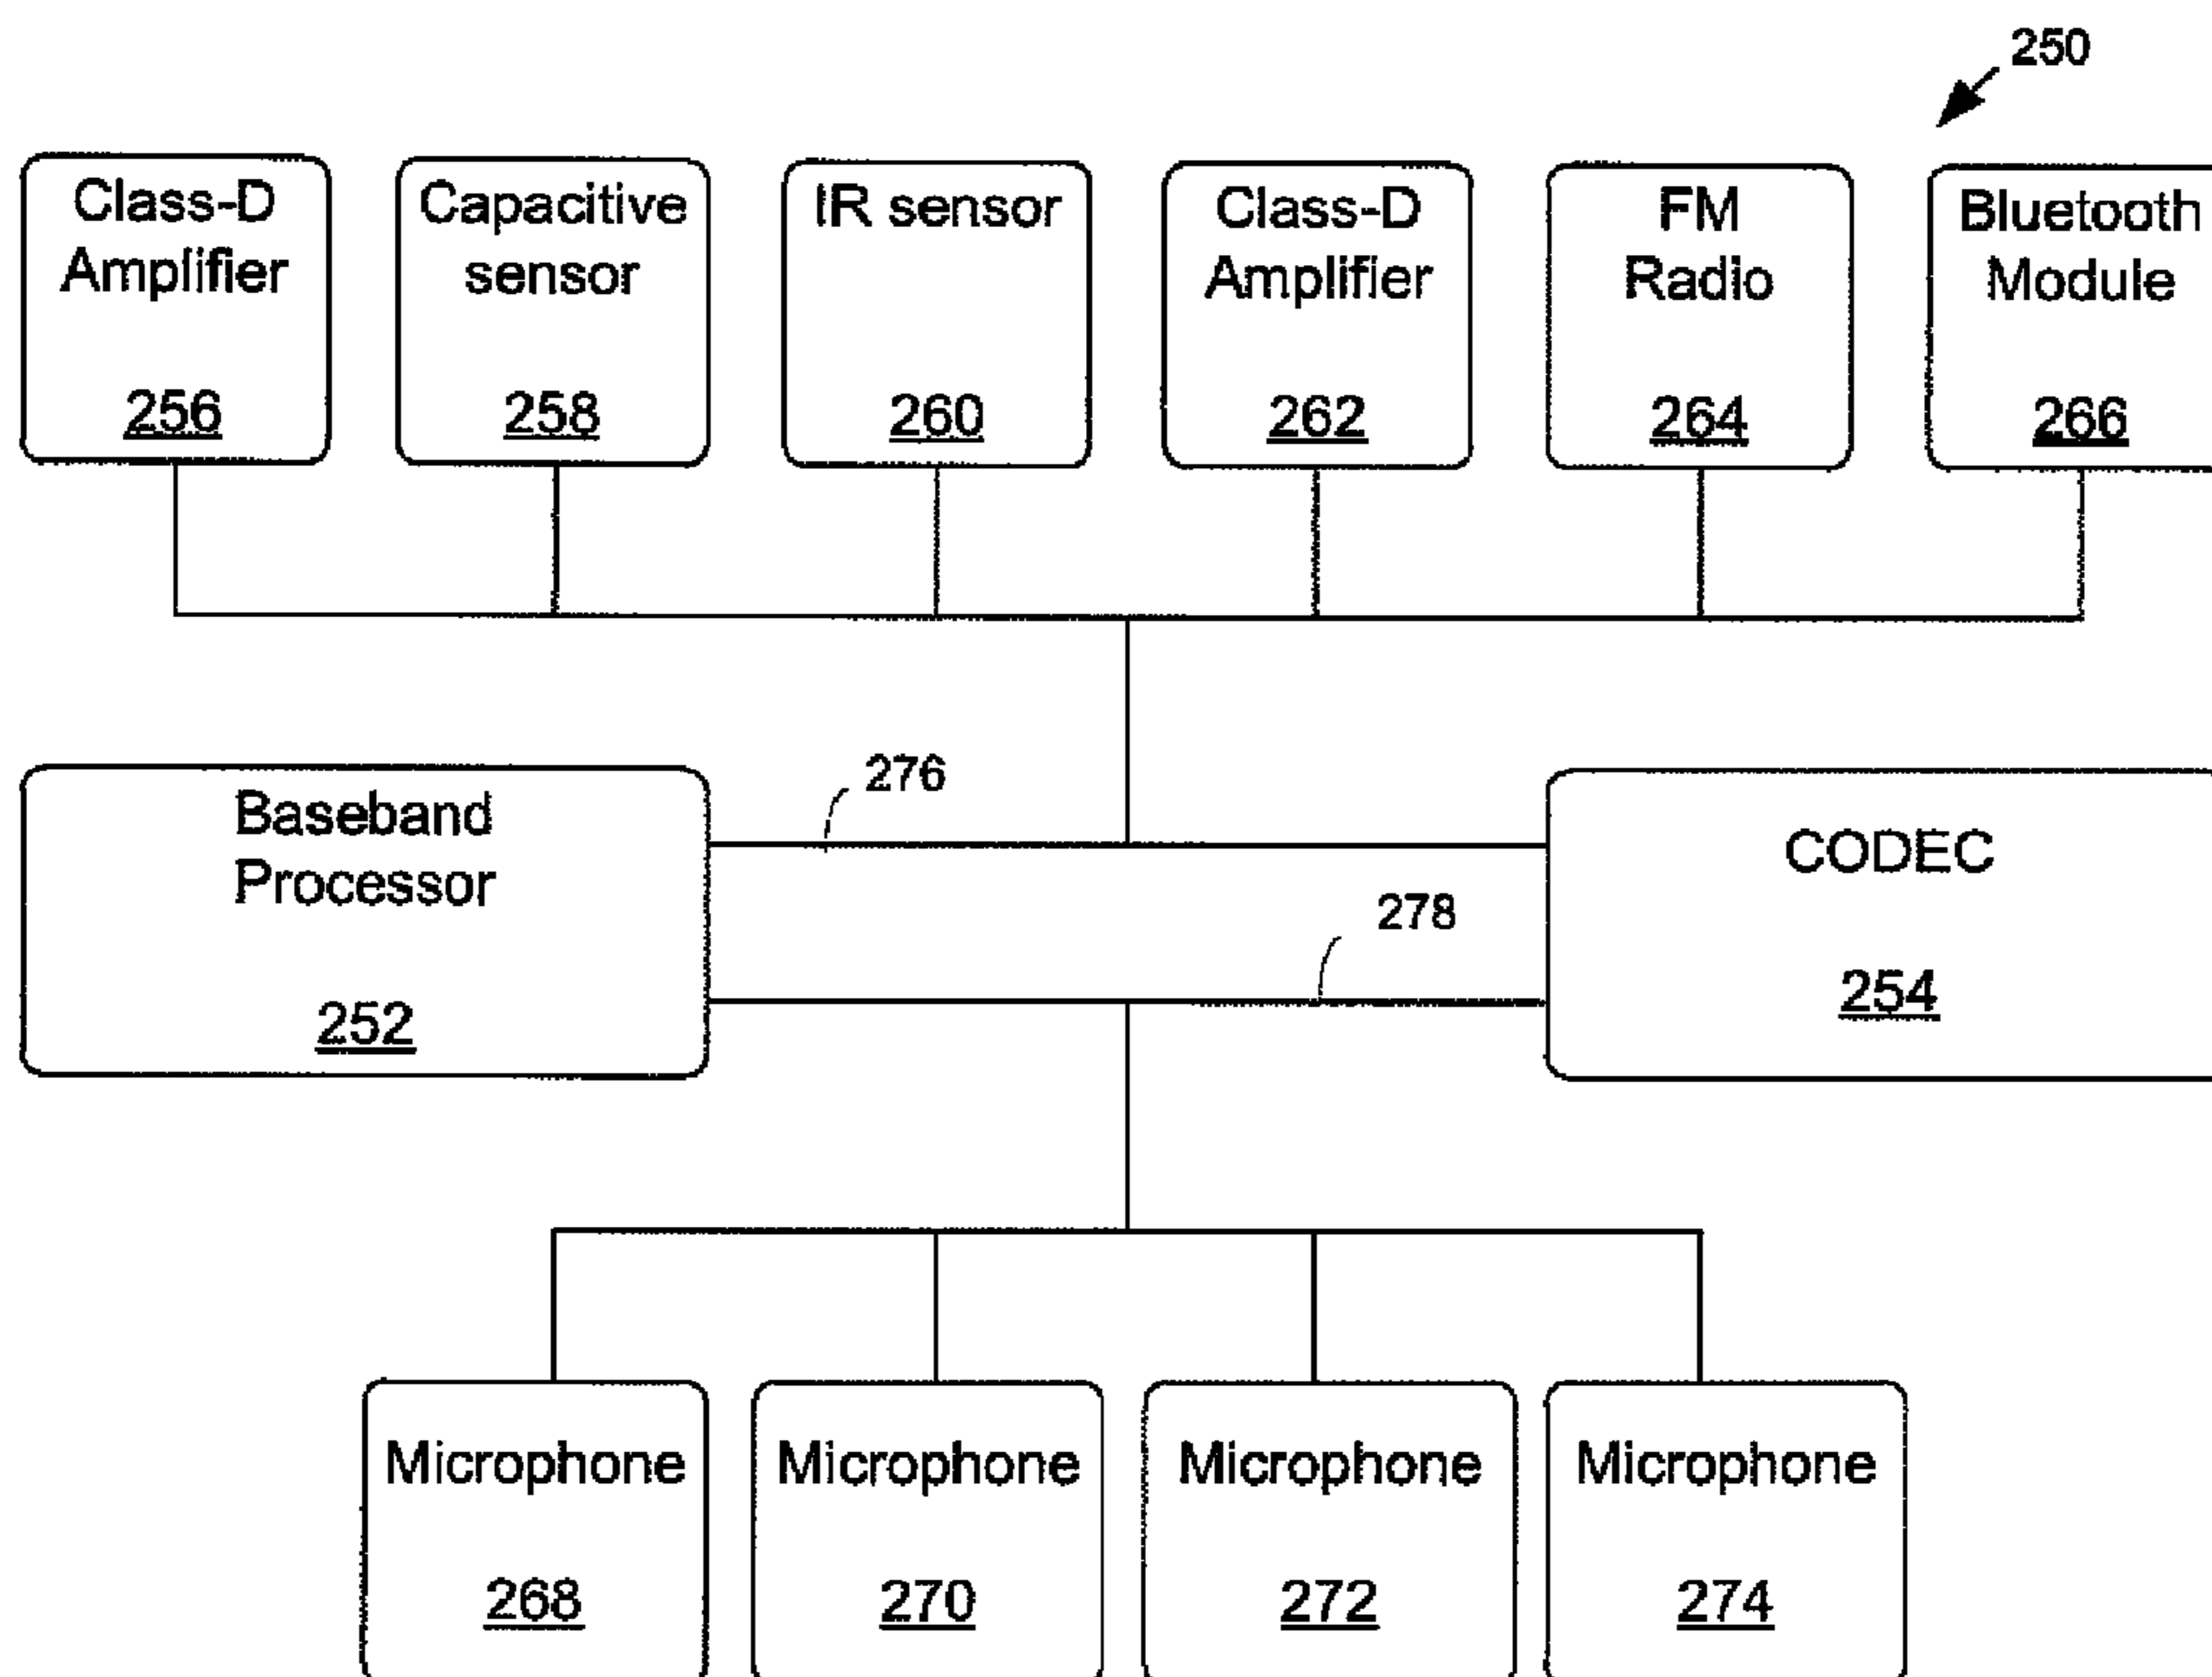 250
Class-D
Amplifier
256
Capacitive
sensor
258
IR sensor
260
Class-D
Amplifier
262
FM
Radio
264
Bluetooth
Module
266
276
Baseband
Processor
252
278
CODEC
254
Microphone
268
Microphone
270
Microphone
272
Microphone
274